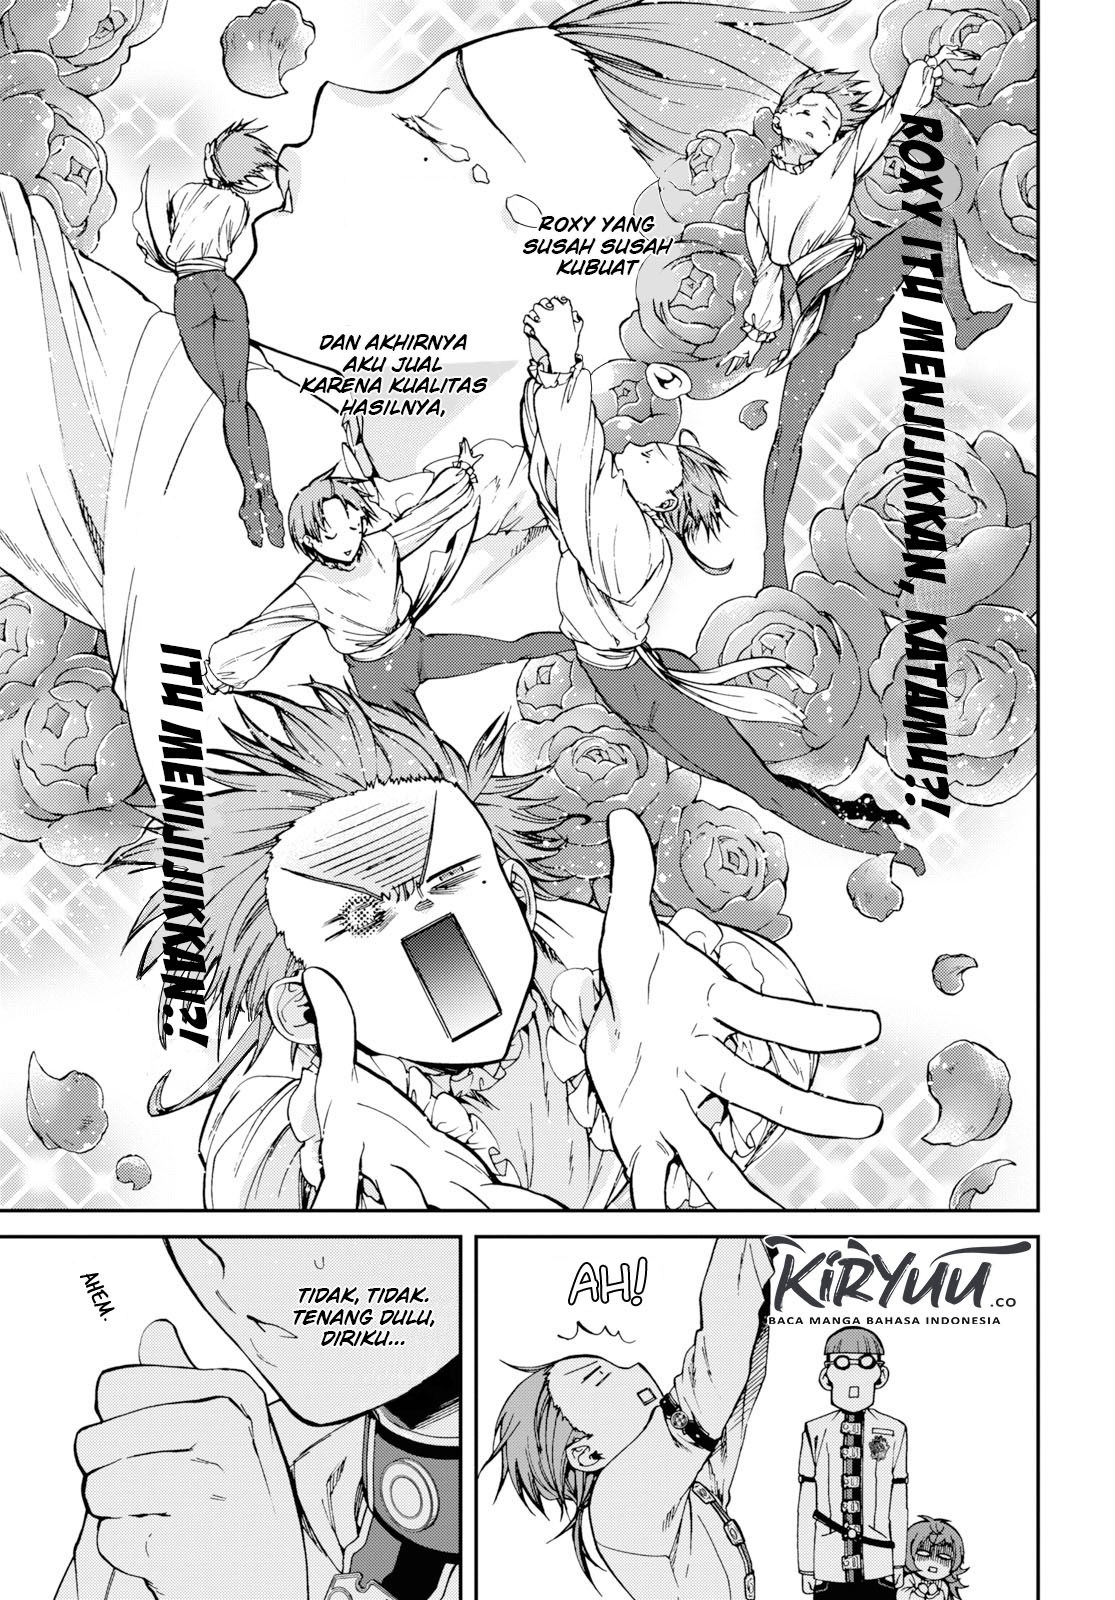 ROXY ITU MENJIJIKKAN, KATAMU?!
ROXY YANG
SUSAH SUSAH
KUBUAT
DAN AKHIRNYA
AKU JUAL
KARENA KUALITAS
HASILNYA,
ITU MENJIJIKKAN?!
AH!
KIRYUU.CO
BACA MANGA BAHASA INDONESIA
TIDAK, TIDAK.
TENANG DULU,
DIRIKU...
AHEM.